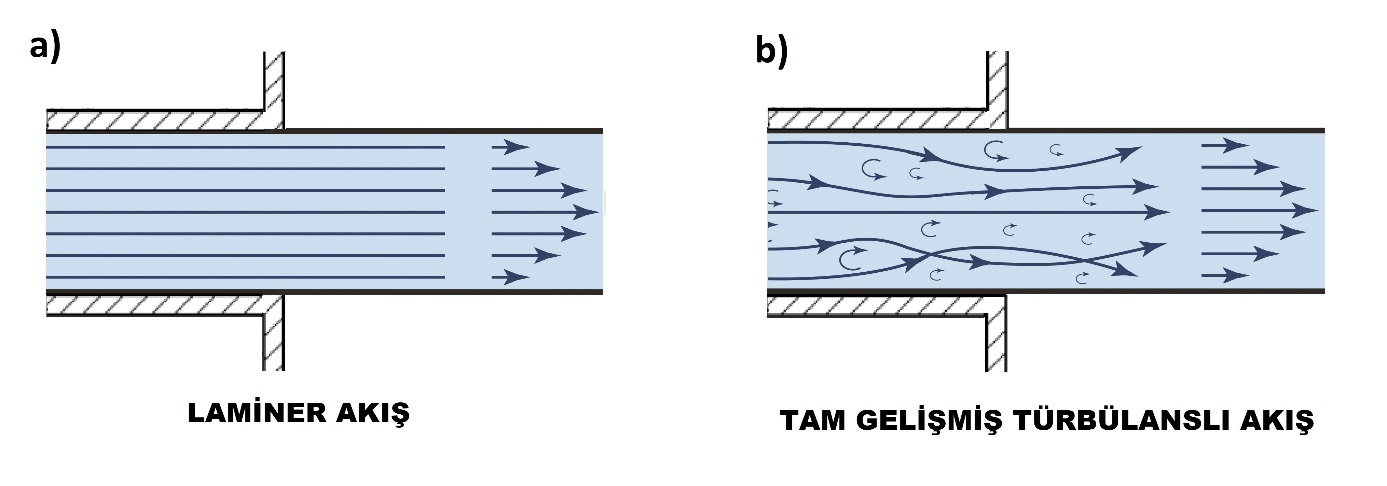 a)
b)
LAMİNER AKIŞ
TAM GELİŞMİŞ TÜRBÜLANSLI AKIŞ